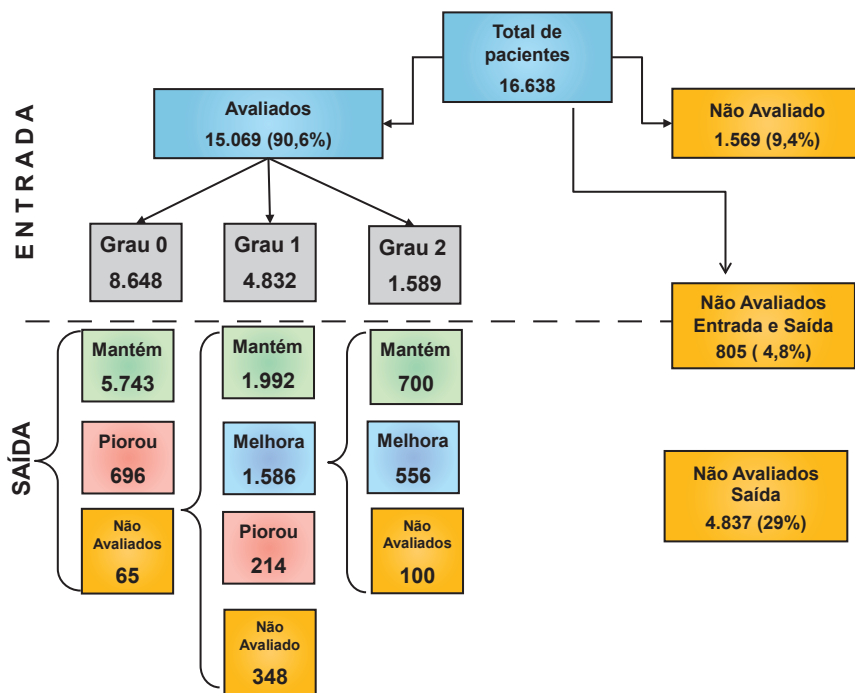 Total de
pacientes
16.638
Avaliados
15.069 (90,6%)
Não Avaliado
1.569 (9,4%)
ENTRADA
Grau 0
8.648
Grau 1
4.832
Grau 2
1.589
Não Avaliados
Entrada e Saída
805 ( 4,8%)
SAÍDA
Mantém
5.743
Piorou
696
Não
Avaliados
65
Mantém
1.992
Melhora
1.586
Piorou
214
Não
Avaliado
348
Mantém
700
Melhora
556
Não
Avaliados
100
Não Avaliados
Saída
4.837 (29%)